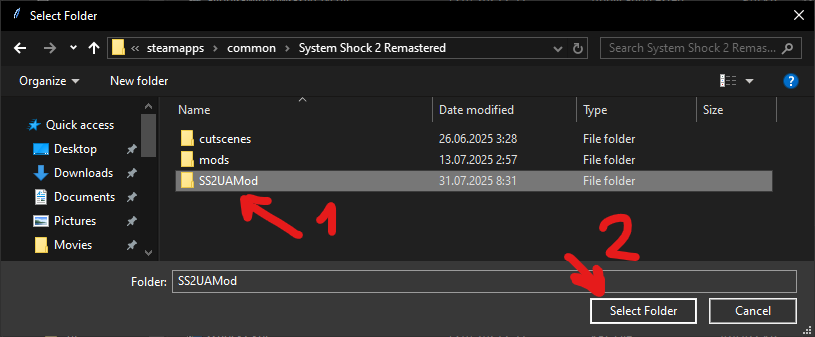 Select Folder
« steamapps › common › System Shock 2 Remastered
Search System Shock 2 Remas...
Organize
New folder
Name
Date modified
Type
Size
Quick access
Desktop
Downloads
Documents
Pictures
Movies
cutscenes 26.06.2025 3:28 File folder
mods 13.07.2025 2:57 File folder
SS2UAMod 31.07.2025 8:31 File folder
1
2
Folder: SS2UAMod
Select Folder
Cancel